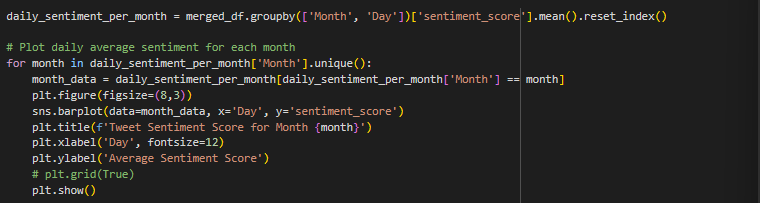 daily_sentiment_per_month = merged_df.groupby(['Month', 'Day'])['sentiment_score'].mean().reset_index()

# Plot daily average sentiment for each month
for month in daily_sentiment_per_month['Month'].unique():
    month_data = daily_sentiment_per_month[daily_sentiment_per_month['Month'] == month]
    plt.figure(figsize=(8,3))
    sns.barplot(data=month_data, x='Day', y='sentiment_score')
    plt.title(f'Tweet Sentiment Score for Month {month}')
    plt.xlabel('Day', fontsize=12)
    plt.ylabel('Average Sentiment Score')
    # plt.grid(True)
    plt.show()